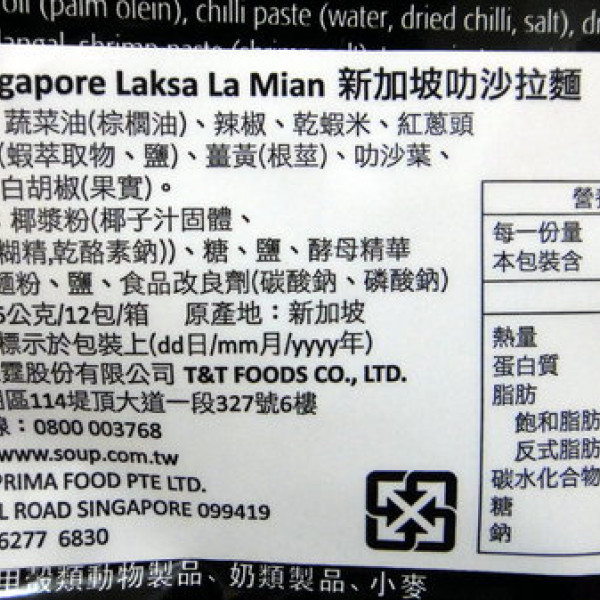 oil (palm olein), chilli paste (water, dried chilli, salt),
gapore Laksa La Mian 新加坡叻沙拉麵
蔬菜油(棕櫚油)、辣椒、乾蝦米、紅蔥頭
(蝦萃取物、鹽)、薑黃(根莖)、叻沙葉、
白胡椒(果實)。
椰漿粉(椰子汁固體、
糊精,乾酪素鈉))、糖、鹽、酵母精華
麵粉、鹽、食品改良劑(碳酸鈉、磷酸鈉)
5公克/12包/箱 原產地:新加坡
標示於包裝上(dd日/mm月/yyyy年)
霆股份有限公司 T&T FOODS CO., LTD.
區114堤頂大道一段327號6樓
線:0800 003768
www.soup.com.tw
PRIMA FOOD PTE LTD.
L ROAD SINGAPORE 099419
6277 6830
每一份量
本包裝含
熱量
蛋白質
脂肪
飽和脂肪
反式脂肪
碳水化合物
糖
鈉
甲殼類動物製品、奶類製品、小麥